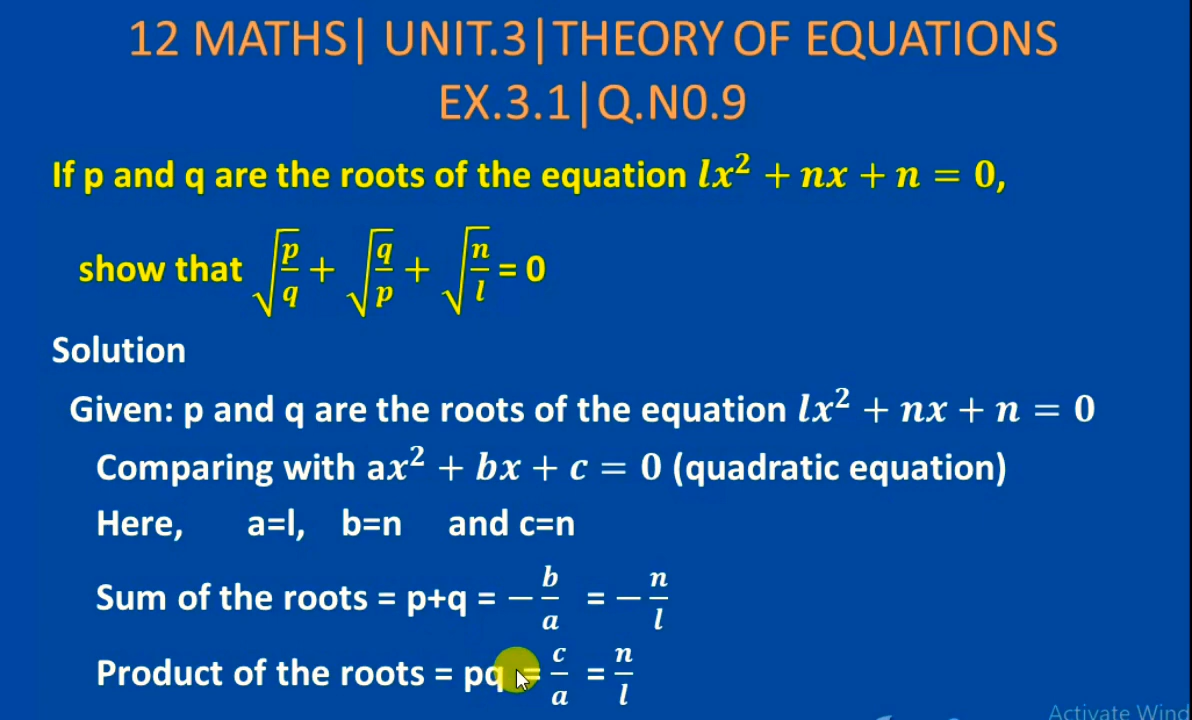 12 MATHS| UNIT.3|THEORY OF EQUATIONS
EX.3.1|Q.N0.9
If p and q are the roots of the equation lx² + nx + n = 0,
show that √(p/q) + √(q/p) + √(n/l) = 0
Solution
Given: p and q are the roots of the equation lx² + nx + n = 0
Comparing with ax² + bx + c = 0 (quadratic equation)
Here, a=l, b=n and c=n
Sum of the roots = p+q = −b/a = −n/l
Product of the roots = pq = c/a = n/l
Activate Wind